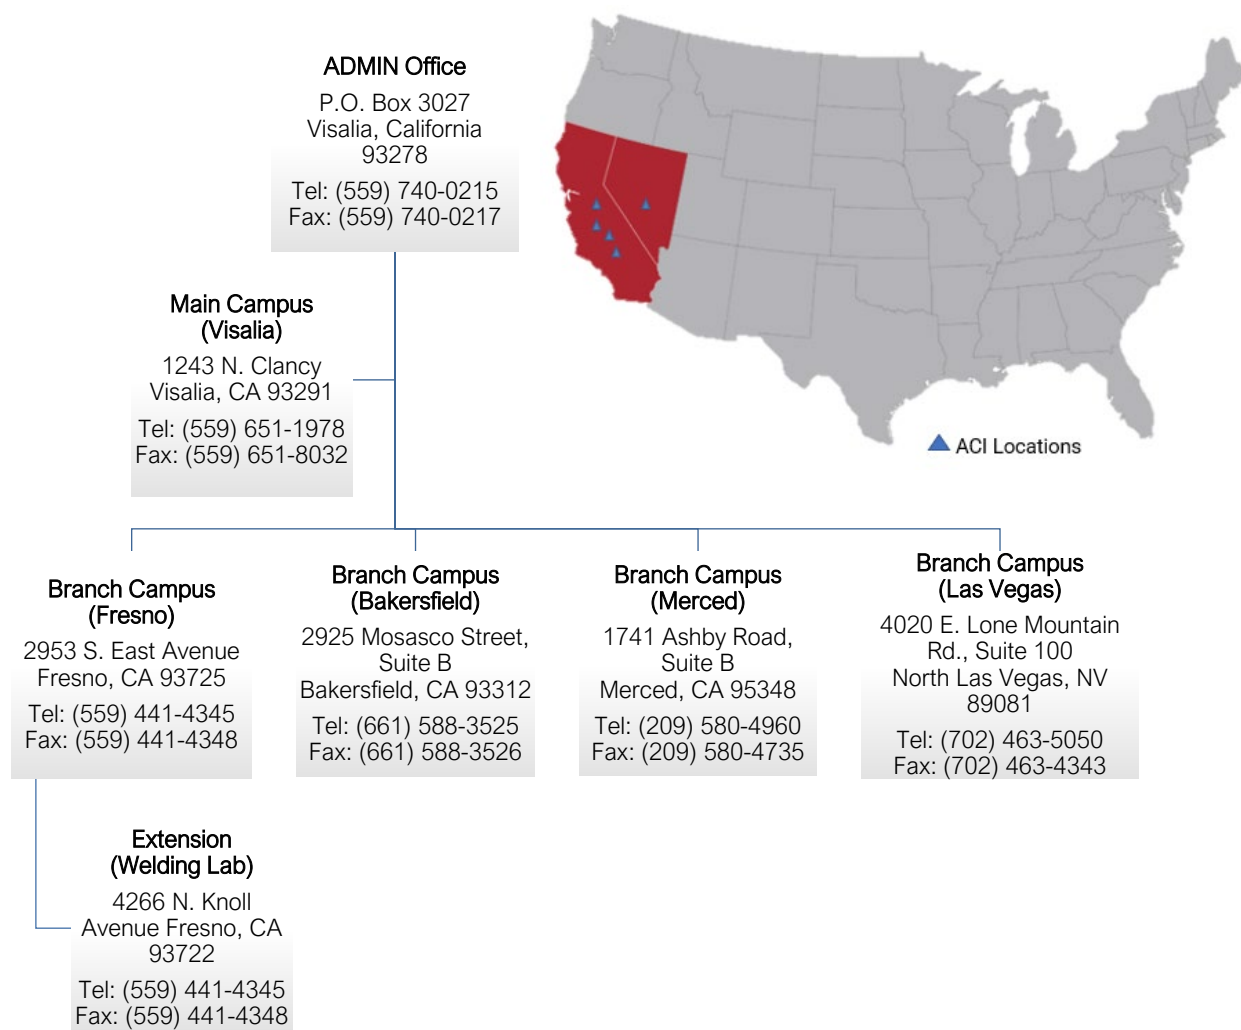 ADMIN Office
P.O. Box 3027
Visalia, California
93278
Tel: (559) 740-0215
Fax: (559) 740-0217
ACI Locations
Main Campus
(Visalia)
1243 N. Clancy
Visalia, CA 93291
Tel: (559) 651-1978
Fax: (559) 651-8032
Branch Campus
(Fresno)
2953 S. East Avenue
Fresno, CA 93725
Tel: (559) 441-4345
Fax: (559) 441-4348
Branch Campus
(Bakersfield)
2925 Mosasco Street,
Suite B
Bakersfield, CA 93312
Tel: (661) 588-3525
Fax: (661) 588-3526
Branch Campus
(Merced)
1741 Ashby Road,
Suite B
Merced, CA 95348
Tel: (209) 580-4960
Fax: (209) 580-4735
Branch Campus
(Las Vegas)
4020 E. Lone Mountain
Rd., Suite 100
North Las Vegas, NV
89081
Tel: (702) 463-5050
Fax: (702) 463-4343
Extension
(Welding Lab)
4266 N. Knoll
Avenue Fresno, CA
93722
Tel: (559) 441-4345
Fax: (559) 441-4348